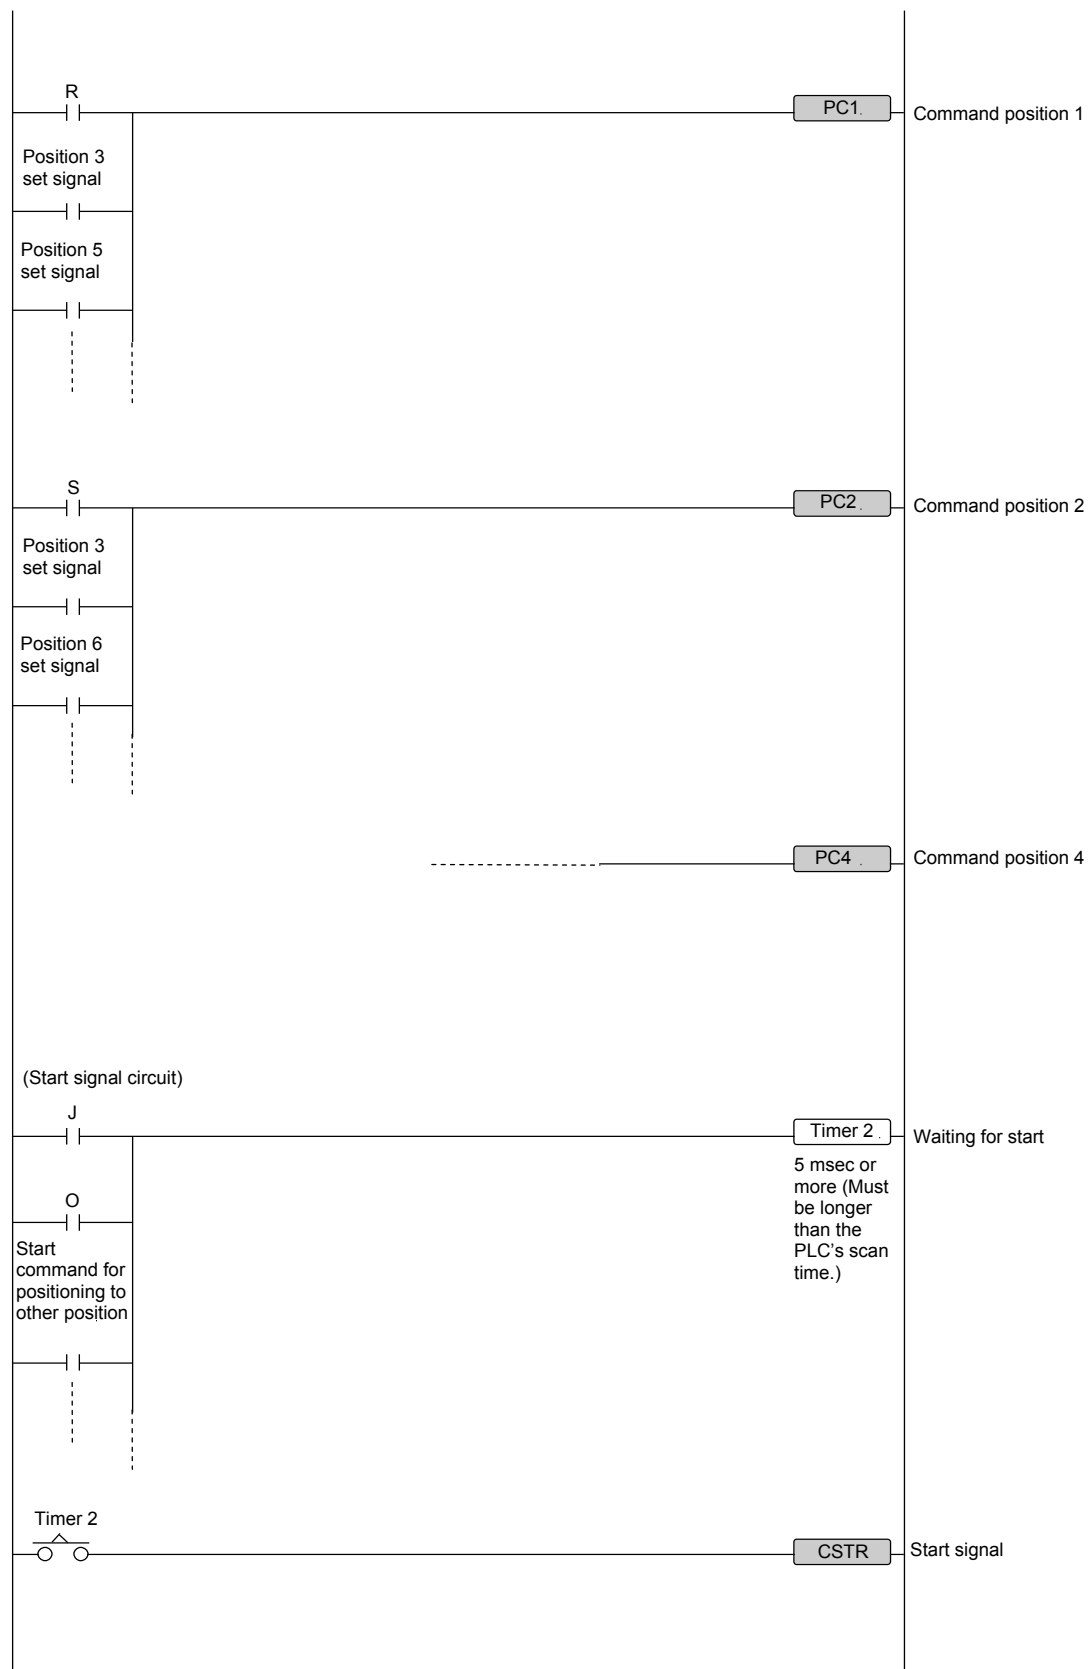 R
PC1
Command position 1
Position 3
set signal
Position 5
set signal
S
PC2
Command position 2
Position 3
set signal
Position 6
set signal
PC4
Command position 4
(Start signal circuit)
J
Timer 2
Waiting for start
5 msec or
more (Must
be longer
than the
PLC's scan
time.)
O
Start
command for
positioning to
other position
Timer 2
CSTR
Start signal